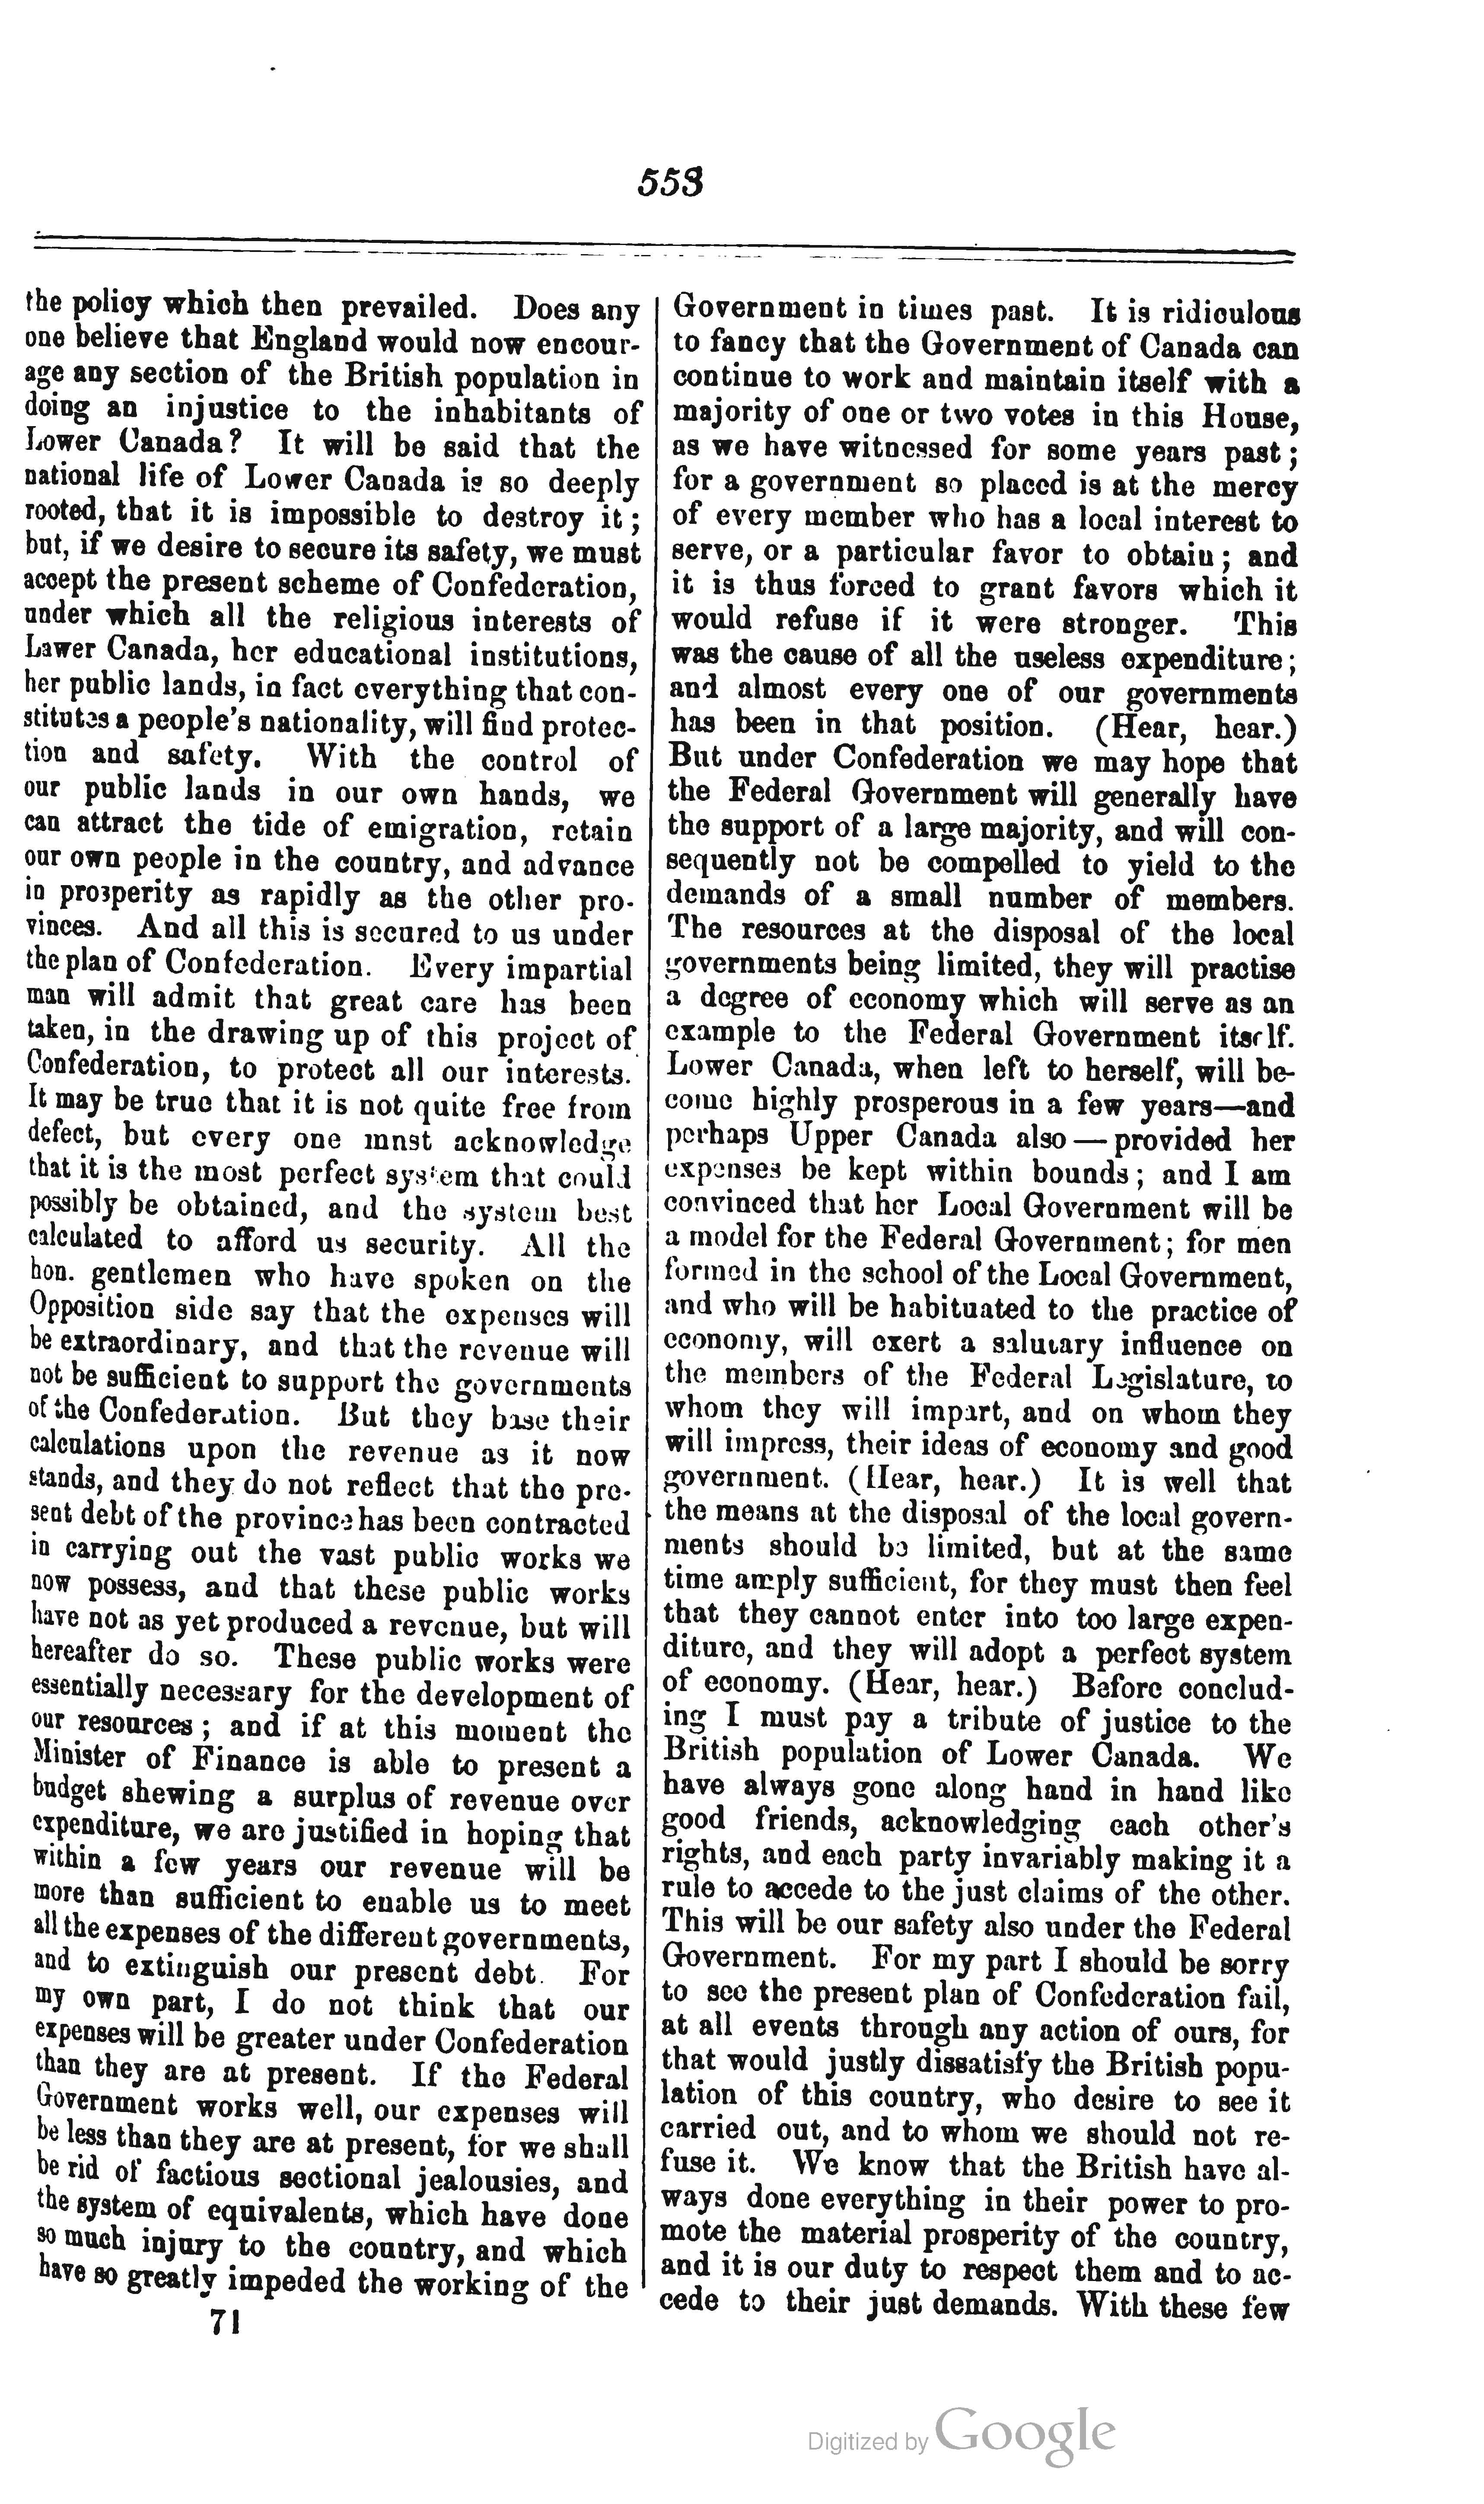 553
the policy which then prevailed. Does any
one believe that England would now encour-
age any section of the British population in
doing an injustice to the inhabitants of
Lower Canada? It will be said that the
national life of Lower Canada is so deeply
rooted, that it is impossible to destroy it;
but, if we desire to secure its safety, we must
accept the present scheme of Confederation,
under which all the religious interests of
Lawer Canada, her educational institutions,
her public lands, in fact everything that con-
stitutes a people's nationality, will find protec-
tion and safety. With the control of
our public lands in our own hands, we
can attract the tide of emigration, retain
our own people in the country, and advance
in prosperity as rapidly as the other pro-
vinces. And all this is secured to us under
the plan of Confederation. Every impartial
man will admit that great care has been
taken, in the drawing up of this project of
Confederation, to protect all our interests.
It may be true that it is not quite free from
defect, but every one mnst acknowledge
that it is the most perfect system that could
possibly be obtained, and the system best
calculated to afford us security. All the
hon. gentlemen who have spoken on the
Opposition side say that the expenses will
be extraordinary, and that the revenue will
not be sufficient to support the governments
of the Confederation. But they base their
calculations upon the revenue as it now
stands, and they do not reflect that the pre-
sent debt of the province has been contracted
in carrying out the vast public works we
now possess, and that these public works
have not as yet produced a revenue, but will
hereafter do so. These public works were
essentially necessary for the development of
our resources; and if at this moment the
Minister of Finance is able to present a
budget shewing a surplus of revenue over
expenditure, we are justified in hoping that
within a few years our revenue will be
more than sufficient to enable us to meet
all the expenses of the different governments,
and to extinguish our present debt. For
my own part, I do not think that our
expenses will be greater under Confederation
than they are at present. If the Federal
Government works well, our expenses will
be less than they are at present, for we shall
be rid of factious sectional jealousies, and
the system of equivalents, which have done
so much injury to the country, and which
have so greatly impeded the working of the
71
Government in times past. It is ridiculous
to fancy that the Government of Canada can
continue to work and maintain itself with a
majority of one or two votes in this House,
as we have witnessed for some years past;
for a government so placed is at the mercy
of every member who has a local interest to
serve, or a particular favor to obtain; and
it is thus forced to grant favors which it
would refuse if it were stronger. This
was the cause of all the useless expenditure;
and almost every one of our governments
has been in that position. (Hear, hear.)
But under Confederation we may hope that
the Federal Government will generally have
the support of a large majority, and will con-
sequently not be compelled to yield to the
demands of a small number of members.
The resources at the disposal of the local
governments being limited, they will practise
a degree of economy which will serve as an
example to the Federal Government itself.
Lower Canada, when left to herself, will be-
come highly prosperous in a few years—and
perhaps Upper Canada also—provided her
expenses be kept within bounds; and I am
convinced that her Local Government will be
a model for the Federal Government; for men
formed in the school of the Local Government,
and who will be habituated to the practice of
economy, will exert a salutary influence on
the members of the Federal Legislature, to
whom they will impart, and on whom they
will impress, their ideas of economy and good
government. (Hear, hear.) It is well that
the means at the disposal of the local govern-
ments should be limited, but at the same
time amply sufficient, for they must then feel
that they cannot enter into too large expen-
diture, and they will adopt a perfect system
of economy. (Hear, hear.) Before conclud-
ing I must pay a tribute of justice to the
British population of Lower Canada. We
have always gone along hand in hand like
good friends, acknowledging each other's
rights, and each party invariably making it a
rule to accede to the just claims of the other.
This will be our safety also under the Federal
Government. For my part I should be sorry
to see the present plan of Confederation fail,
at all events through any action of ours, for
that would justly dissatisfy the British popu-
lation of this country, who desire to see it
carried out, and to whom we should not re-
fuse it. We know that the British have al-
ways done everything in their power to pro-
mote the material prosperity of the country,
and it is our duty to respect them and to ac-
cede to their just demands. With these few
Digitized by Google